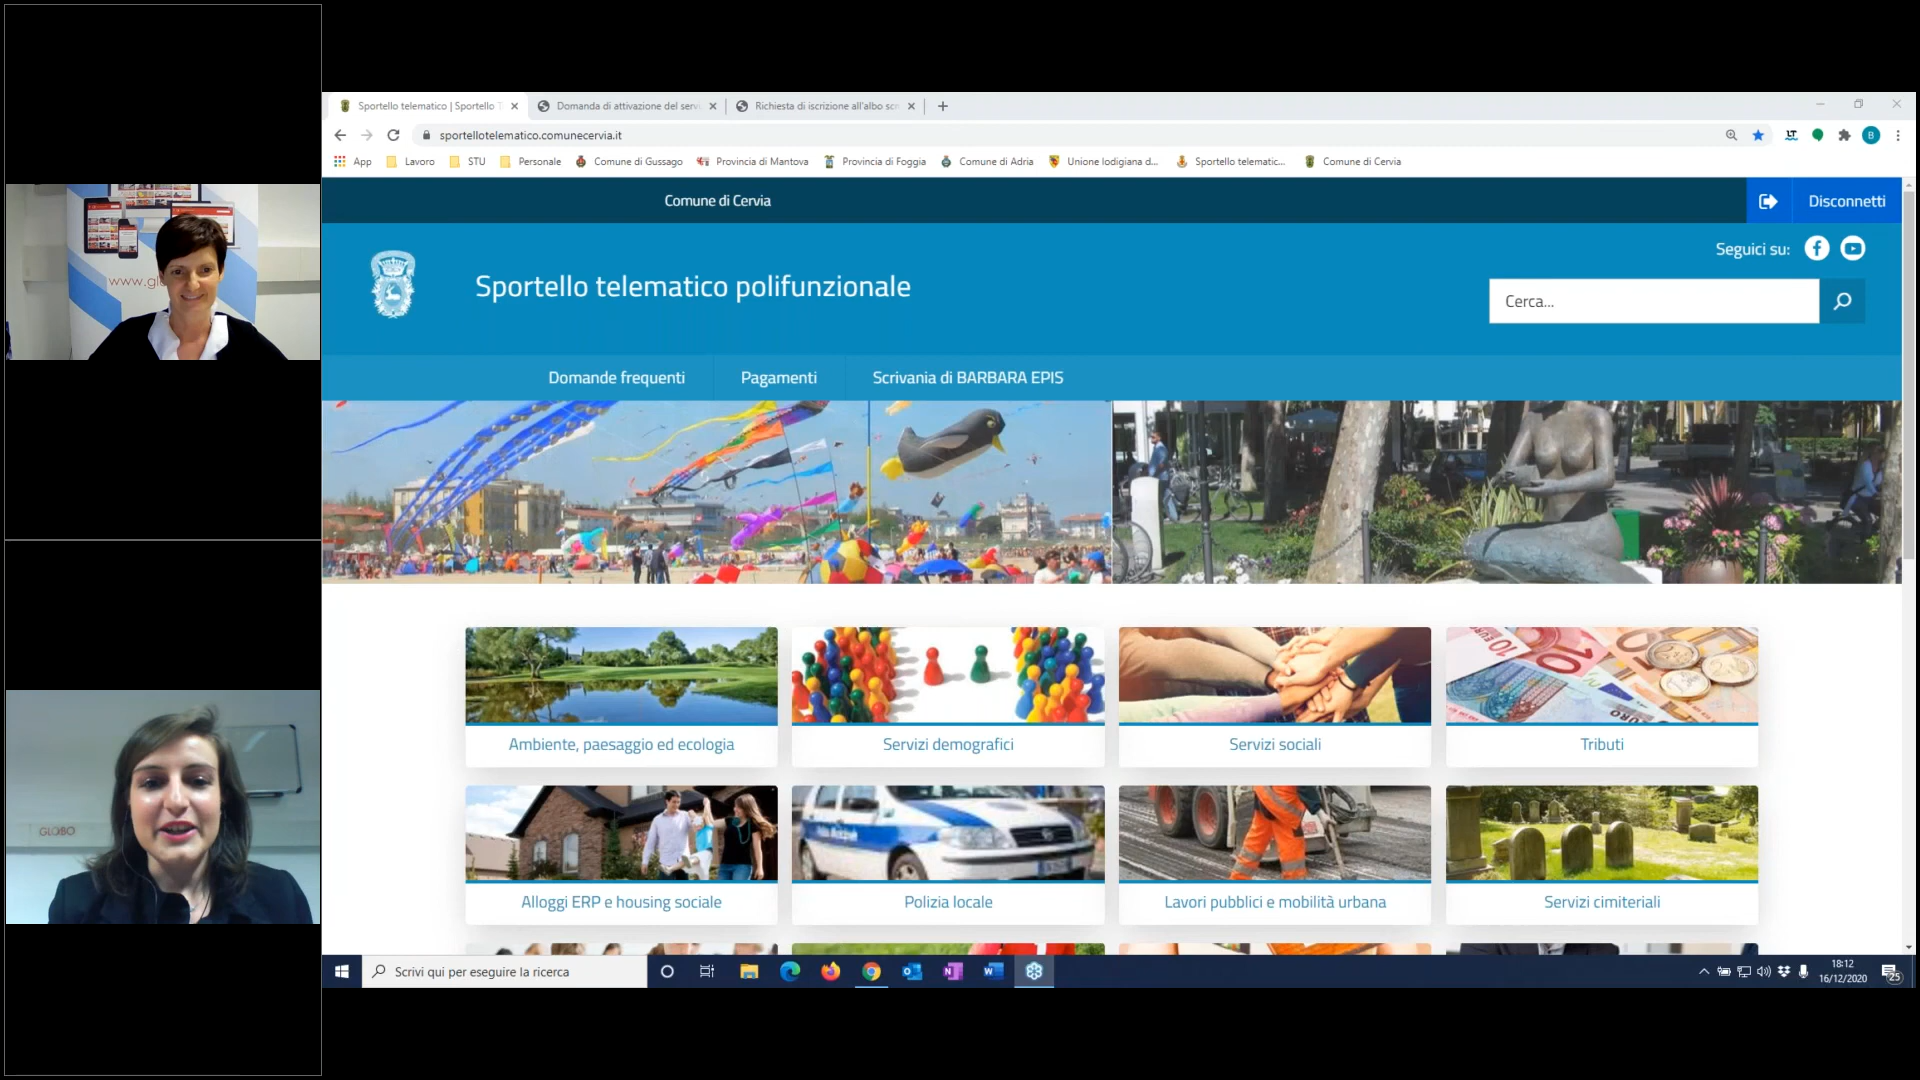 www.gl
GLOBO
Sportello telematico | Sportello T
Domanda di attivazione del serv
Richiesta di iscrizione all'albo scr
sportellotelematico.comunecervia.it
App
Lavoro
STU
Personale
Comune di Gussago
Provincia di Mantova
Provincia di Foggia
Comune di Adria
Unione lodigiana d...
Sportello telematic...
Comune di Cervia
Comune di Cervia
Disconnetti
Seguici su:
Sportello telematico polifunzionale
Cerca...
Domande frequenti
Pagamenti
Scrivania di BARBARA EPIS
Ambiente, paesaggio ed ecologia
Servizi demografici
Servizi sociali
Tributi
Alloggi ERP e housing sociale
Polizia locale
Lavori pubblici e mobilità urbana
Servizi cimiteriali
Scrivi qui per eseguire la ricerca
18:12
16/12/2020
25